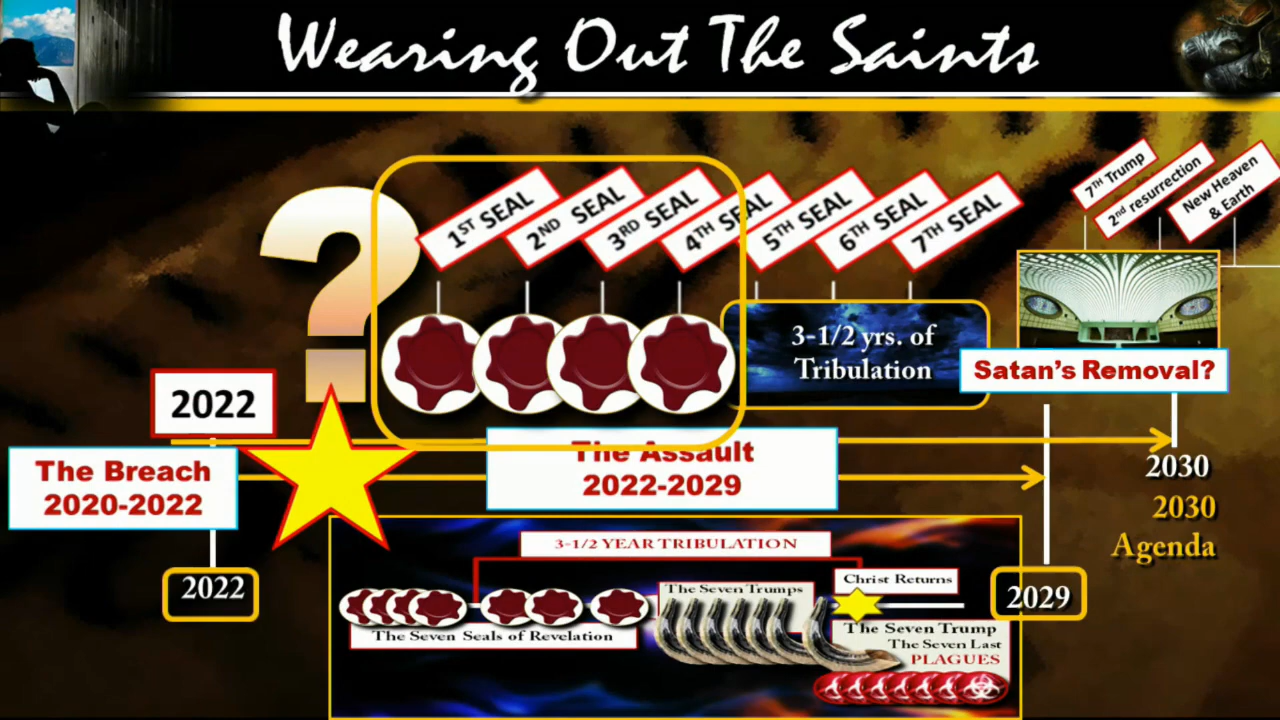 Wearing Out The Saints
1ST SEAL
2ND SEAL
3RD SEAL
4TH SEAL
5TH SEAL
6TH SEAL
7TH SEAL
7TH Trump
2nd resurrection
New Heaven
& Earth
?
3-1/2 yrs. of
Tribulation
Satan's Removal?
2022
The Breach
2020-2022
The Assault
2022-2029
2030
2030
Agenda
2022
2029
3-1/2 YEAR TRIBULATION
The Seven Seals of Revelation
The Seven Trumps
Christ Returns
The Seven Trump
The Seven Last
PLAGUES